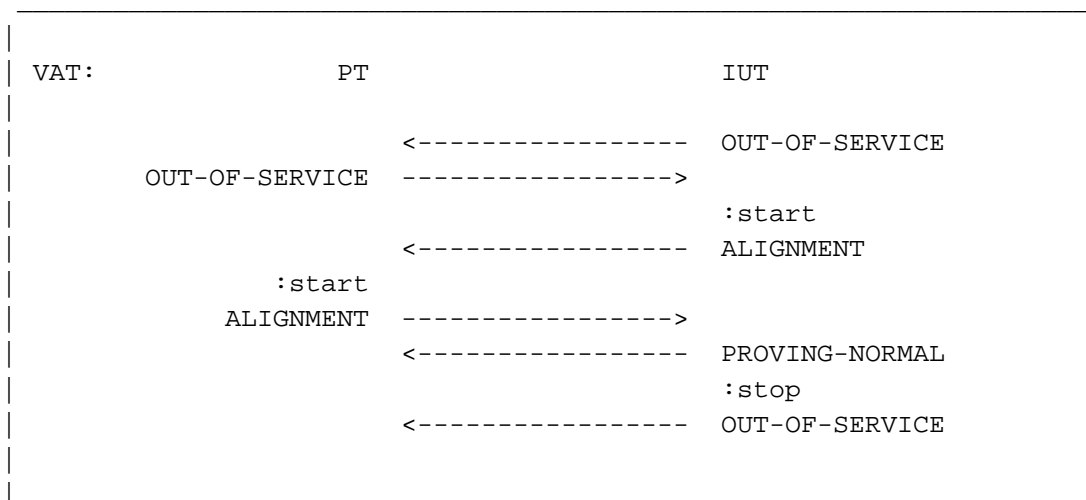 VAT: PT IUT
<----------------- OUT-OF-SERVICE
OUT-OF-SERVICE ----------------->
:start
<----------------- ALIGNMENT
:start
ALIGNMENT ----------------->
<----------------- PROVING-NORMAL
:stop
<----------------- OUT-OF-SERVICE